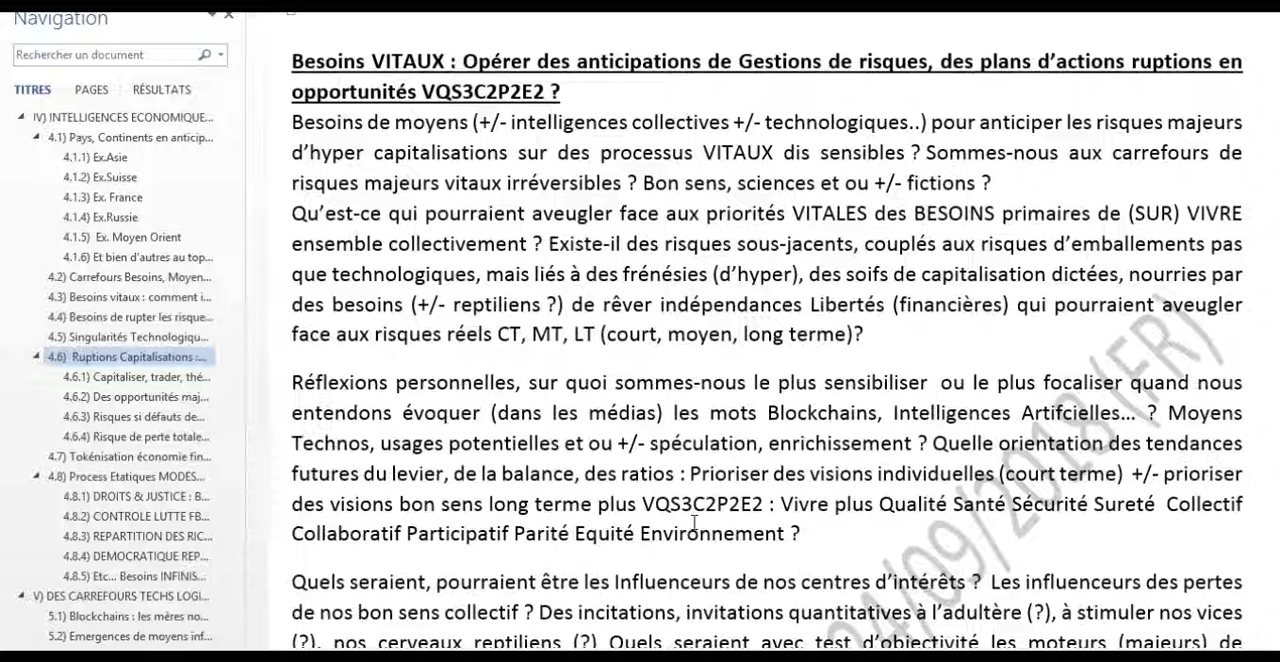 Navigation
Rechercher un document
TITRES PAGES RÉSULTATS
IV) INTELLIGENCES ECONOMIQUE...
4.1) Pays, Continents en anticip...
4.1.1) Ex.Asie
4.1.2) Ex.Suisse
4.1.3) Ex. France
4.1.4) Ex.Russie
4.1.5) Ex. Moyen Orient
4.1.6) Et bien d'autres au top...
4.2) Carrefours Besoins, Moyen...
4.3) Besoins vitaux : comment i...
4.4) Besoins de rupter les risque...
4.5) Singularités Technologiqu...
4.6) Ruptions Capitalisations :...
4.6.1) Capitaliser, trader, thé...
4.6.2) Des opportunités maj...
4.6.3) Risques si défauts de...
4.6.4) Risque de perte totale...
4.7) Tokénisation économie fin...
4.8) Process Etatiques MODES...
4.8.1) DROITS & JUSTICE : B...
4.8.2) CONTROLE LUTTE FB...
4.8.3) REPARTITION DES RIC...
4.8.4) DEMOCRATIQUE REP...
4.8.5) Etc... Besoins INFINIS...
V) DES CARREFOURS TECHS LOGI...
5.1) Blockchains : les mères no...
5.2) Emergences de moyens inf...
Besoins VITAUX : Opérer des anticipations de Gestions de risques, des plans d'actions ruptions en
opportunités VQS3C2P2E2 ?
Besoins de moyens (+/- intelligences collectives +/- technologiques..) pour anticiper les risques majeurs
d'hyper capitalisations sur des processus VITAUX dis sensibles ? Sommes-nous aux carrefours de
risques majeurs vitaux irréversibles ? Bon sens, sciences et ou +/- fictions ?
Qu'est-ce qui pourraient aveugler face aux priorités VITALES des BESOINS primaires de (SUR) VIVRE
ensemble collectivement ? Existe-il des risques sous-jacents, couplés aux risques d'emballements pas
que technologiques, mais liés à des frénésies (d'hyper), des soifs de capitalisation dictées, nourries par
des besoins (+/- reptiliens ?) de rêver indépendances Libertés (financières) qui pourraient aveugler
face aux risques réels CT, MT, LT (court, moyen, long terme)?
Réflexions personnelles, sur quoi sommes-nous le plus sensibiliser ou le plus focaliser quand nous
entendons évoquer (dans les médias) les mots Blockchains, Intelligences Artifcielles... ? Moyens
Technos, usages potentielles et ou +/- spéculation, enrichissement ? Quelle orientation des tendances
futures du levier, de la balance, des ratios : Prioriser des visions individuelles (court terme) +/- prioriser
des visions bon sens long terme plus VQS3C2P2E2 : Vivre plus Qualité Santé Sécurité Sureté Collectif
Collaboratif Participatif Parité Equité Environnement ?
Quels seraient, pourraient être les Influenceurs de nos centres d'intérêts ? Les influenceurs des pertes
de nos bon sens collectif ? Des incitations, invitations quantitatives à l'adultère (?), à stimuler nos vices
(?), nos cerveaux reptiliens (?) Quels seraient avec test d'objectivité les moteurs (majeurs) de
24/09/2018 (FR)